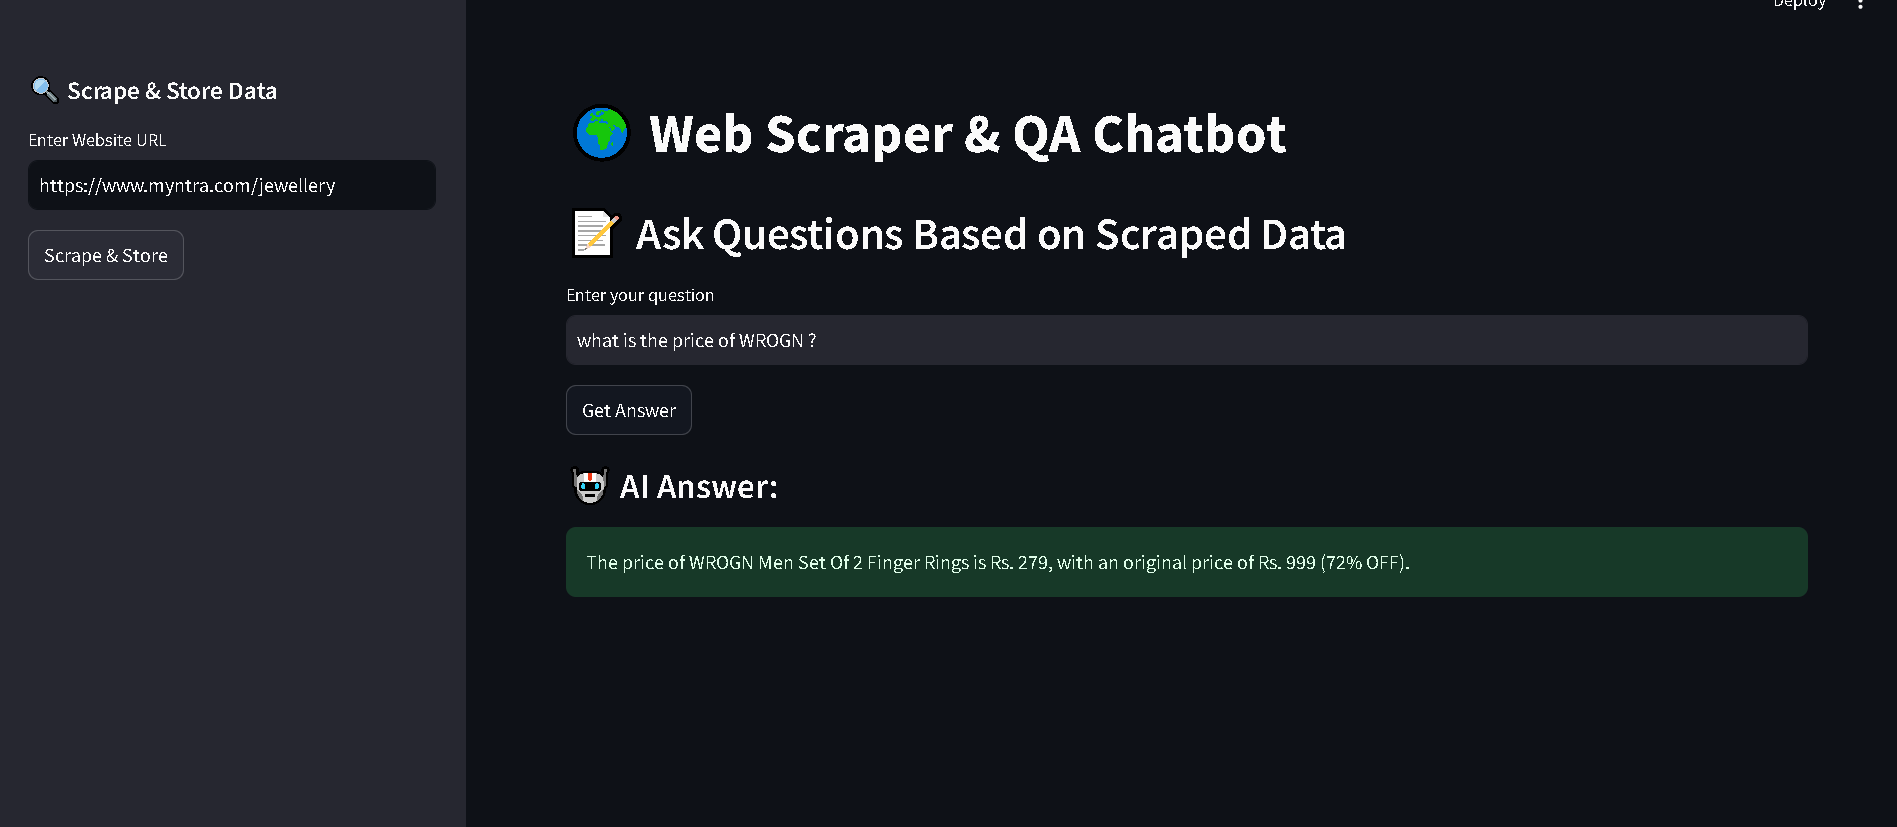 Deploy
Scrape & Store Data
Enter Website URL
https://www.myntra.com/jewellery
Scrape & Store
Web Scraper & QA Chatbot
Ask Questions Based on Scraped Data
Enter your question
what is the price of WROGN ?
Get Answer
AI Answer:
The price of WROGN Men Set Of 2 Finger Rings is Rs. 279, with an original price of Rs. 999 (72% OFF).